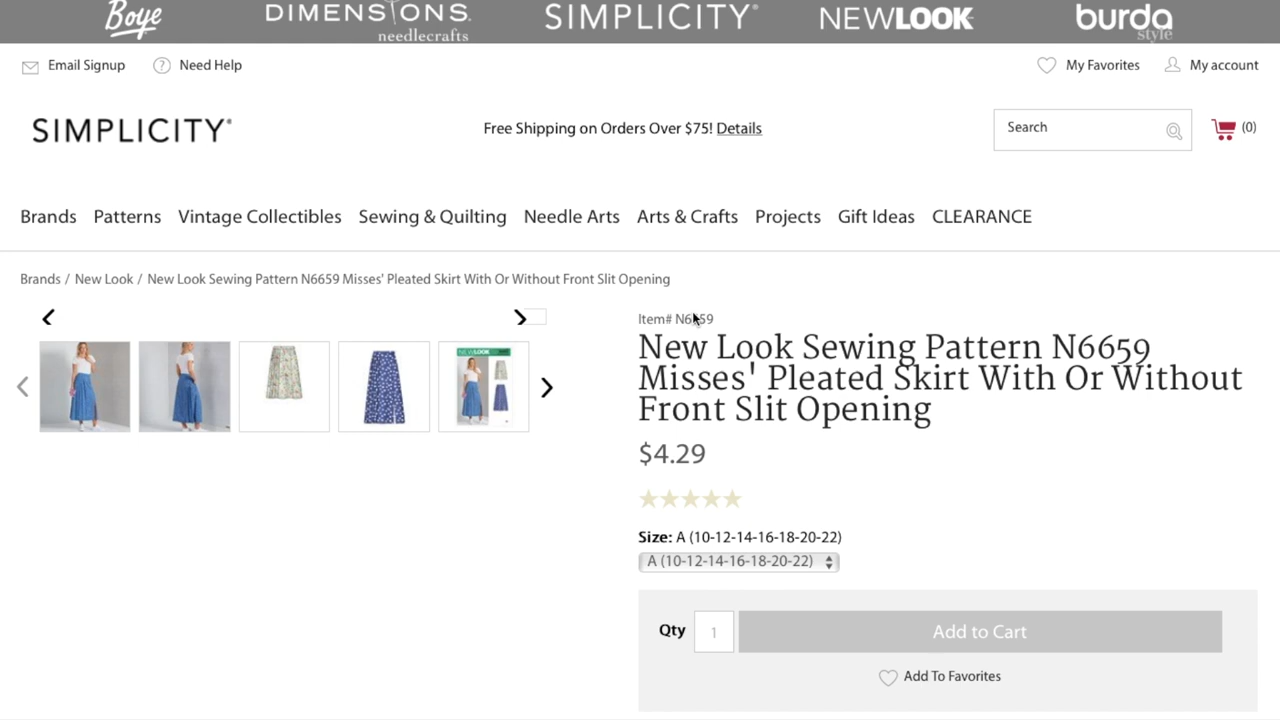 Boye DIMENSIONS. SIMPLICITY® NEWLOOK burda
needlecrafts style
Email Signup Need Help My Favorites My account
SIMPLICITY® Free Shipping on Orders Over $75! Details Search (0)
Brands Patterns Vintage Collectibles Sewing & Quilting Needle Arts Arts & Crafts Projects Gift Ideas CLEARANCE
Brands / New Look / New Look Sewing Pattern N6659 Misses' Pleated Skirt With Or Without Front Slit Opening
NEWLOOK
Item# N6659
New Look Sewing Pattern N6659
Misses' Pleated Skirt With Or Without
Front Slit Opening
$4.29
Size: A (10-12-14-16-18-20-22)
A (10-12-14-16-18-20-22)
Qty 1 Add to Cart
Add To Favorites